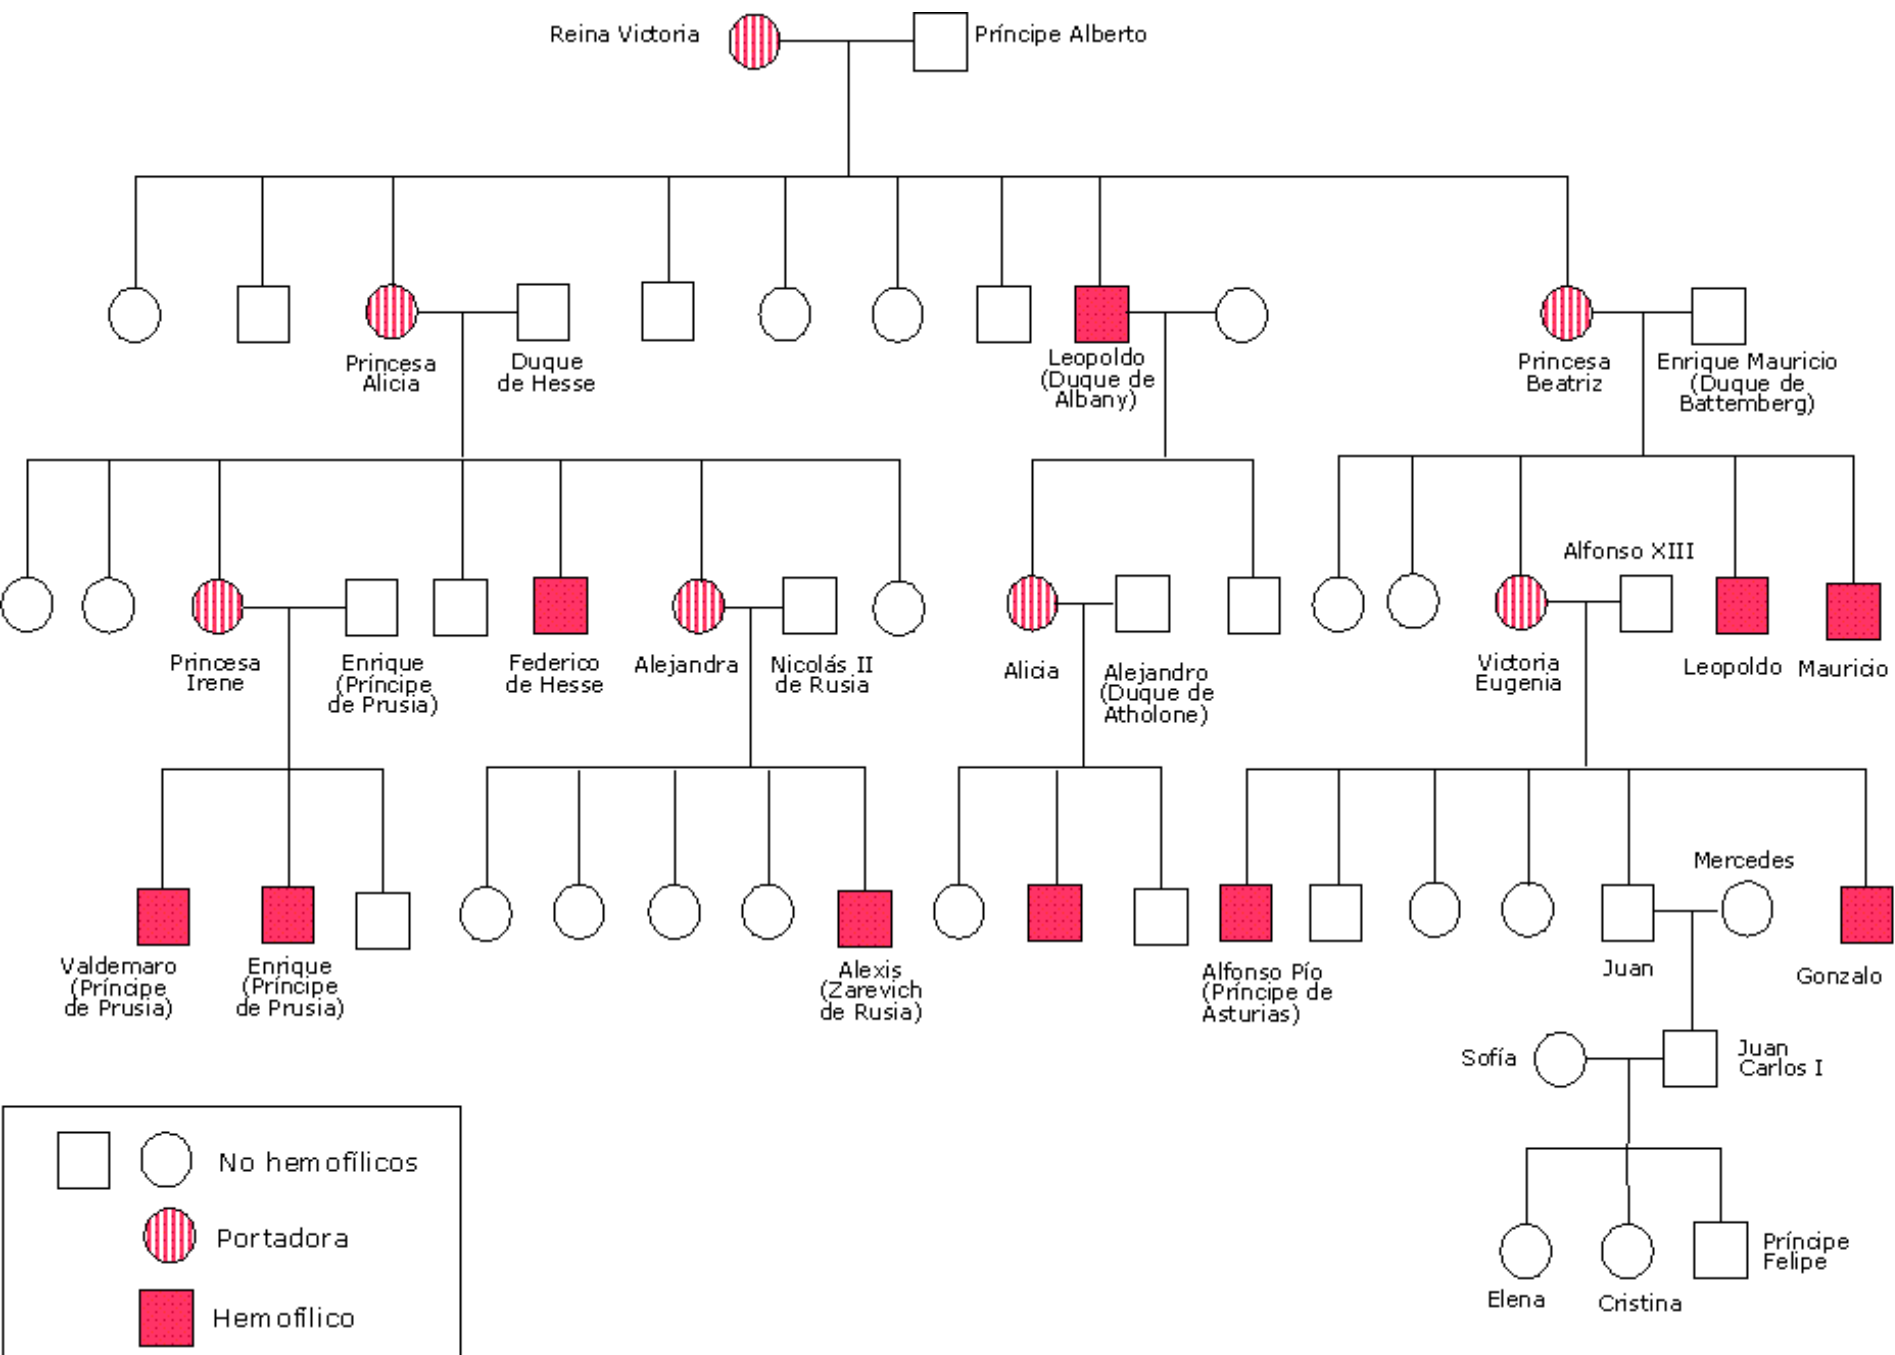 Reina Victoria
Príncipe Alberto
Princesa
Alicia
Duque
de Hesse
Leopoldo
(Duque de
Albany)
Princesa
Beatriz
Enrique Mauricio
(Duque de
Battemberg)
Alfonso XIII
Princesa
Irene
Enrique
(Príncipe
de Prusia)
Federico
de Hesse
Alejandra
Nicolás II
de Rusia
Alicia
Alejandro
(Duque de
Atholone)
Victoria
Eugenia
Leopoldo
Mauricio
Mercedes
Valdemaro
(Príncipe
de Prusia)
Enrique
(Príncipe
de Prusia)
Alexis
(Zarevich
de Rusia)
Alfonso Pío
(Príncipe de
Asturias)
Juan
Gonzalo
Sofía
Juan
Carlos I
Elena
Cristina
Príncipe
Felipe
No hemofílicos
Portadora
Hemofílico